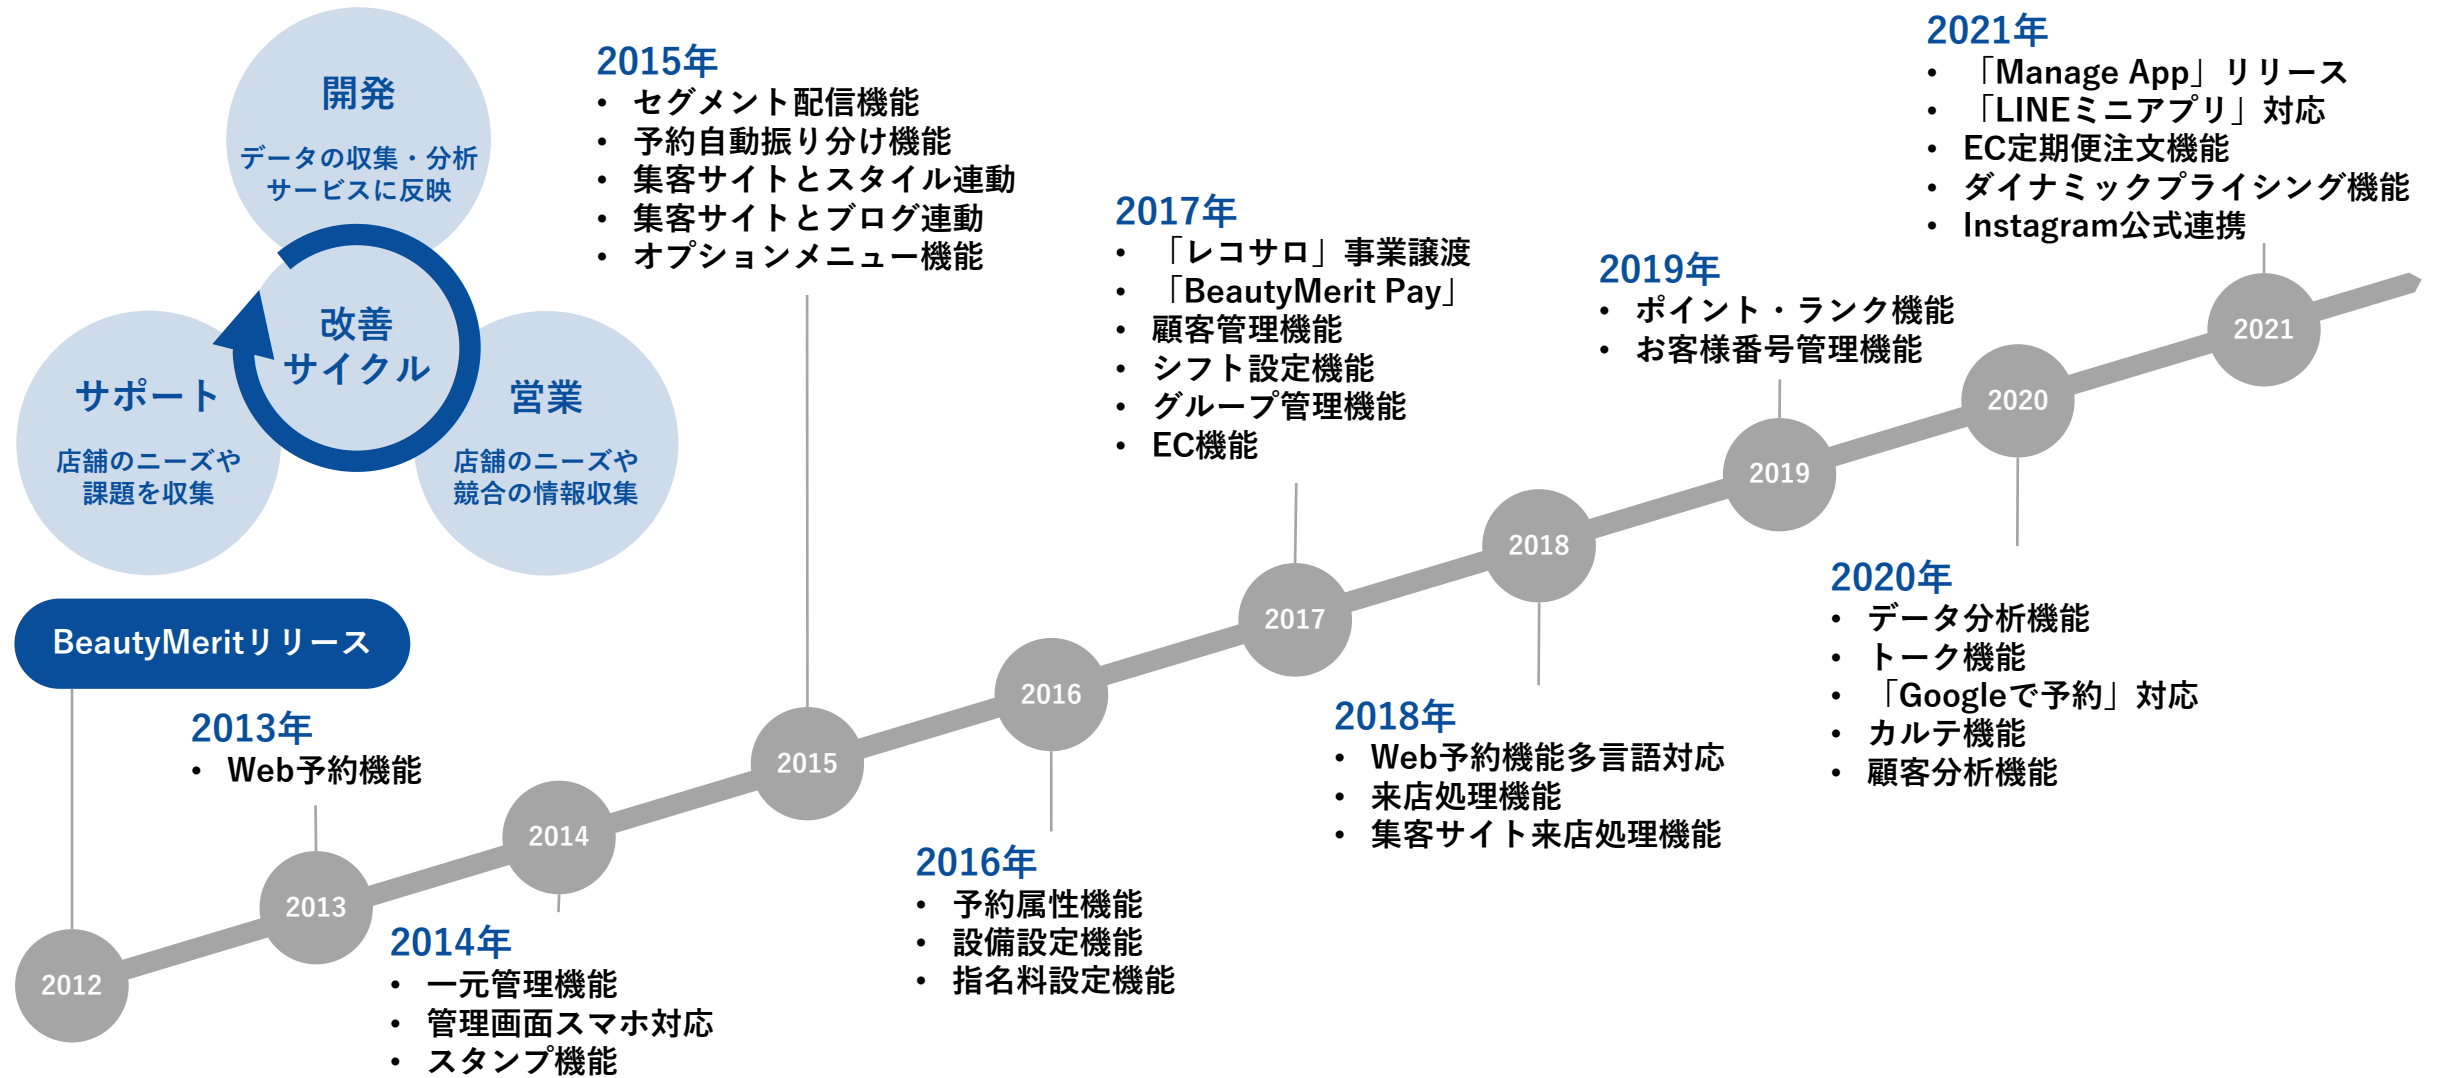 開発
データの収集・分析
サービスに反映
改善
サイクル
サポート
店舗のニーズや
課題を収集
営業
店舗のニーズや
競合の情報収集
BeautyMeritリリース
2012
2013年
• Web予約機能
2013
2014
2014年
• 一元管理機能
• 管理画面スマホ対応
• スタンプ機能
2015年
• セグメント配信機能
• 予約自動振り分け機能
• 集客サイトとスタイル連動
• 集客サイトとブログ連動
• オプションメニュー機能
2015
2016
2016年
• 予約属性機能
• 設備設定機能
• 指名料設定機能
2017年
• 「レコサロ」事業譲渡
• 「BeautyMerit Pay」
• 顧客管理機能
• シフト設定機能
• グループ管理機能
• EC機能
2017
2018
2018年
• Web予約機能多言語対応
• 来店処理機能
• 集客サイト来店処理機能
2019年
• ポイント・ランク機能
• お客様番号管理機能
2019
2020
2020年
• データ分析機能
• トーク機能
• 「Googleで予約」対応
• カルテ機能
• 顧客分析機能
2021年
• 「Manage App」リリース
• 「LINEミニアプリ」対応
• EC定期便注文機能
• ダイナミックプライシング機能
• Instagram公式連携
2021